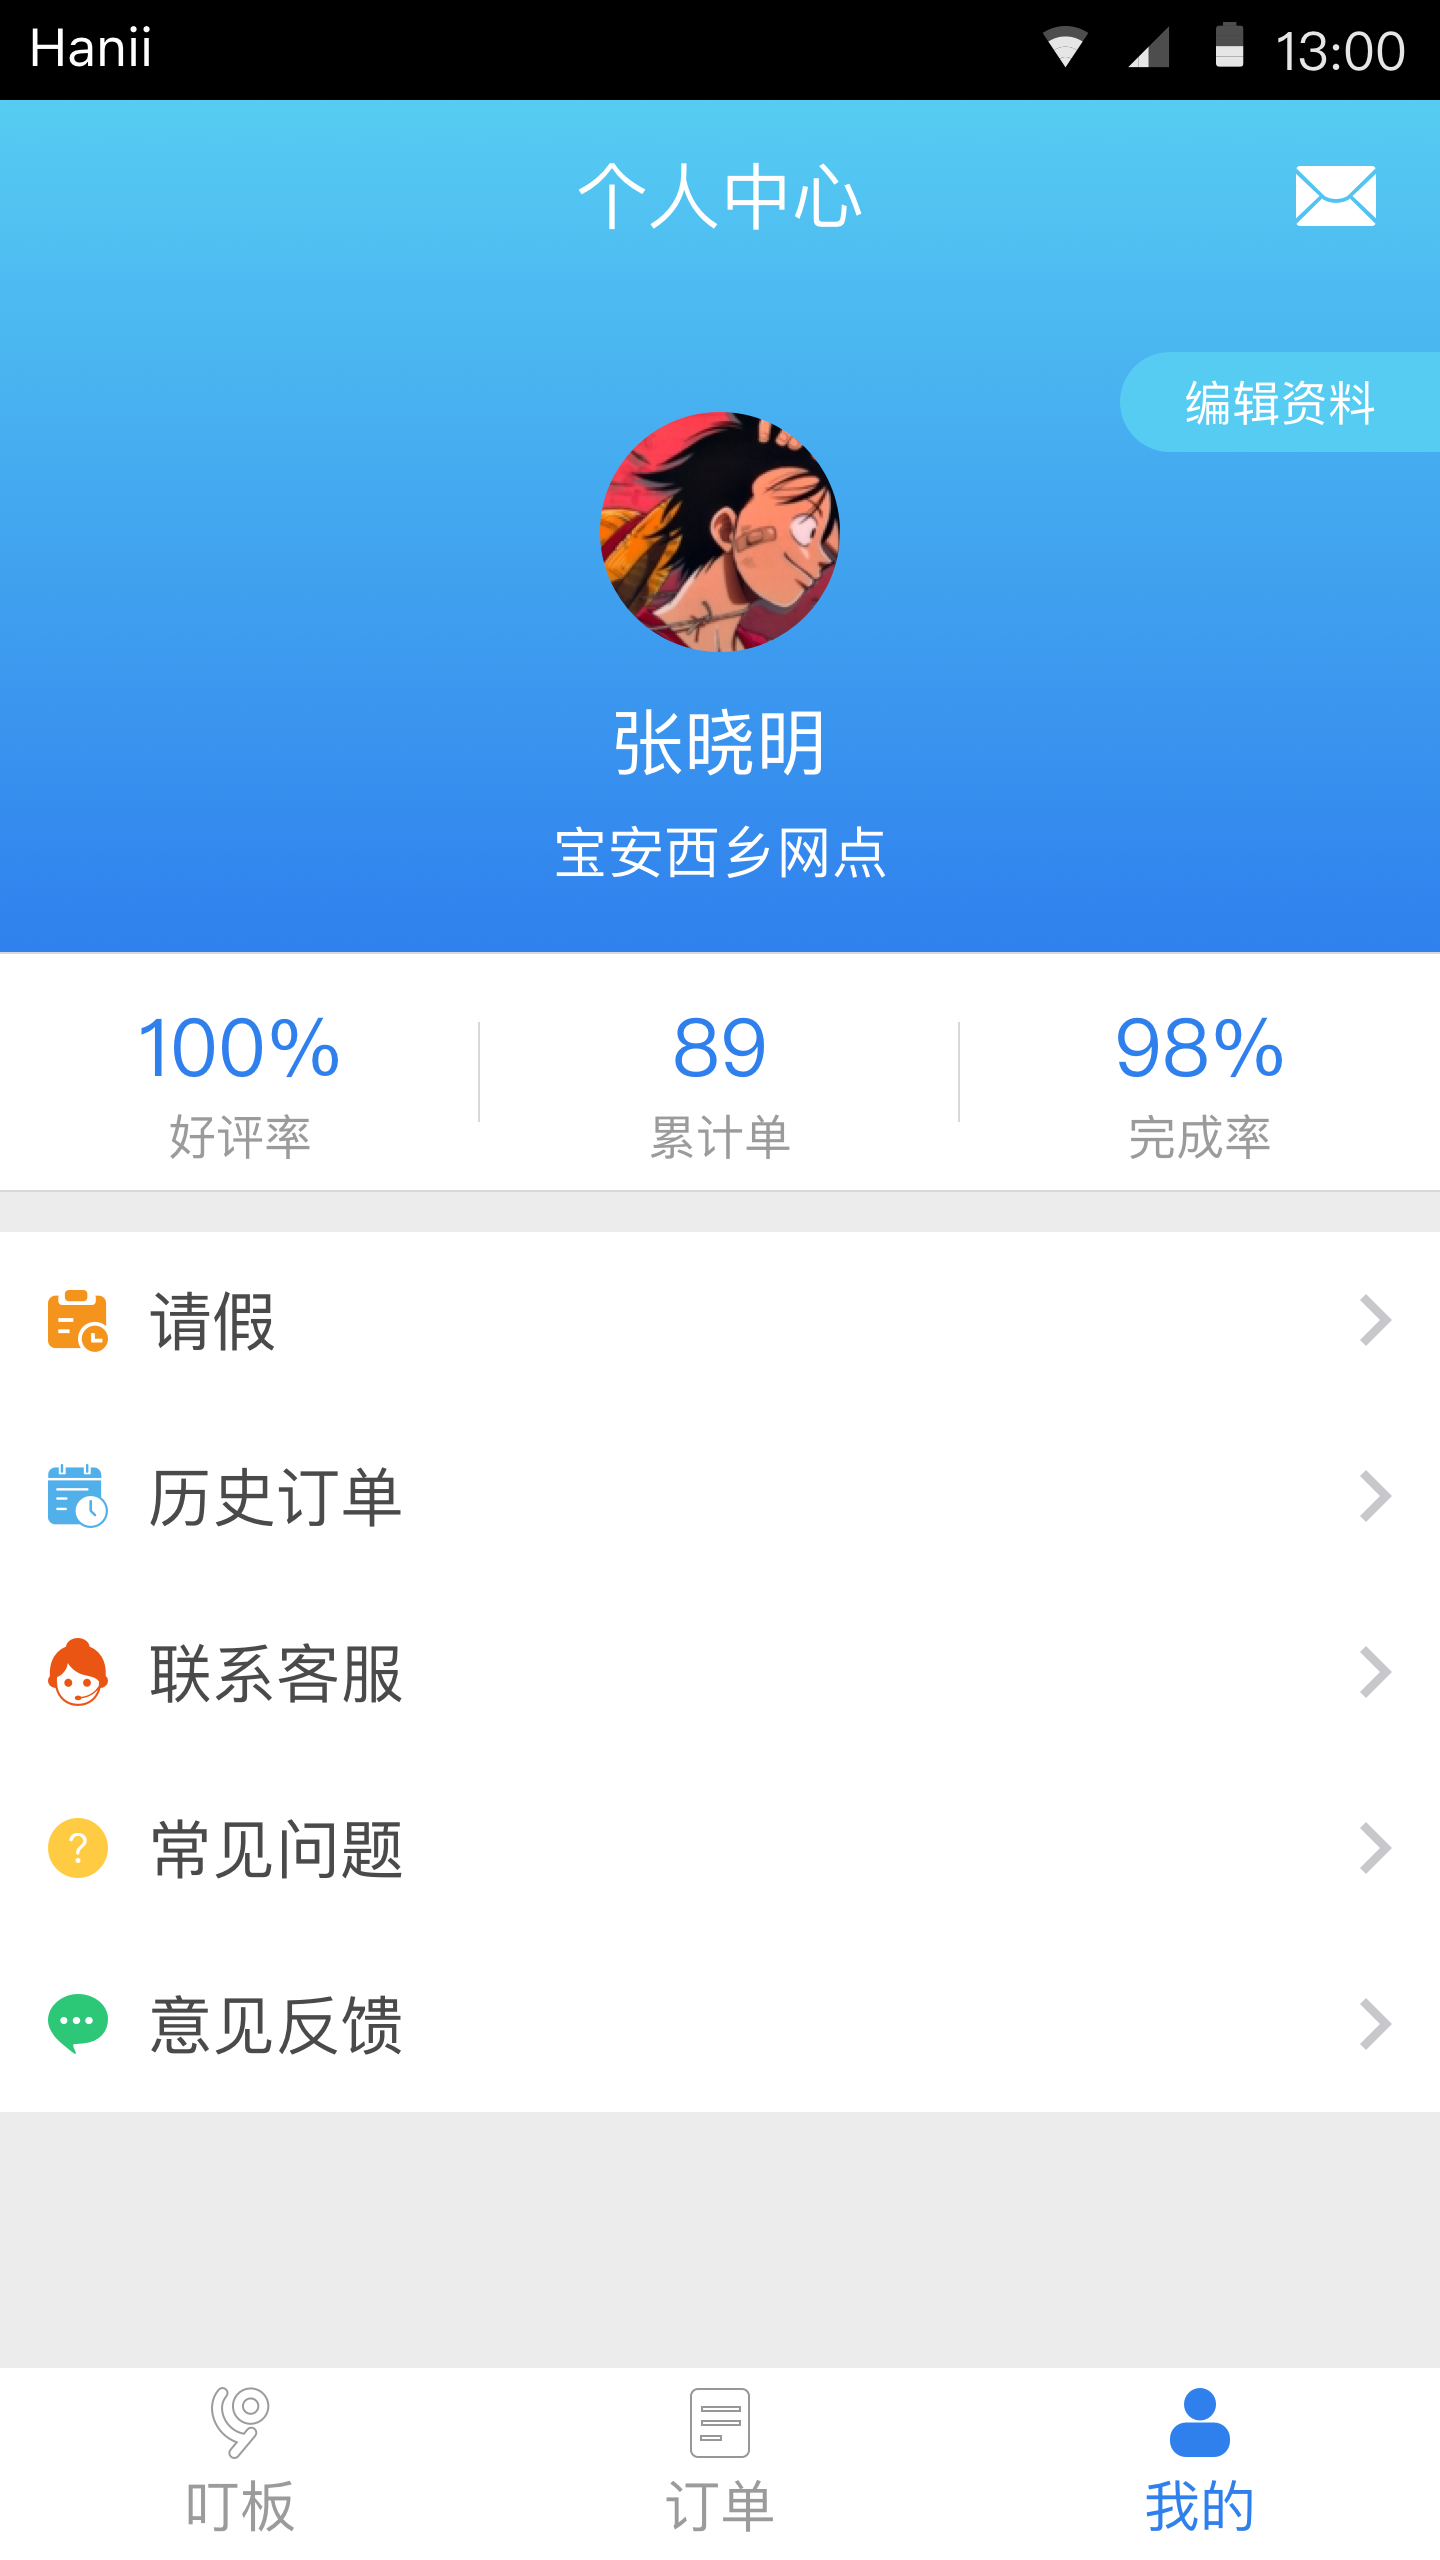 Hanii 13:00
个人中心
编辑资料
张晓明
宝安西乡网点
100% 89 98%
好评率 累计单 完成率
请假
历史订单
联系客服
?
常见问题
意见反馈
叮板 订单 我的